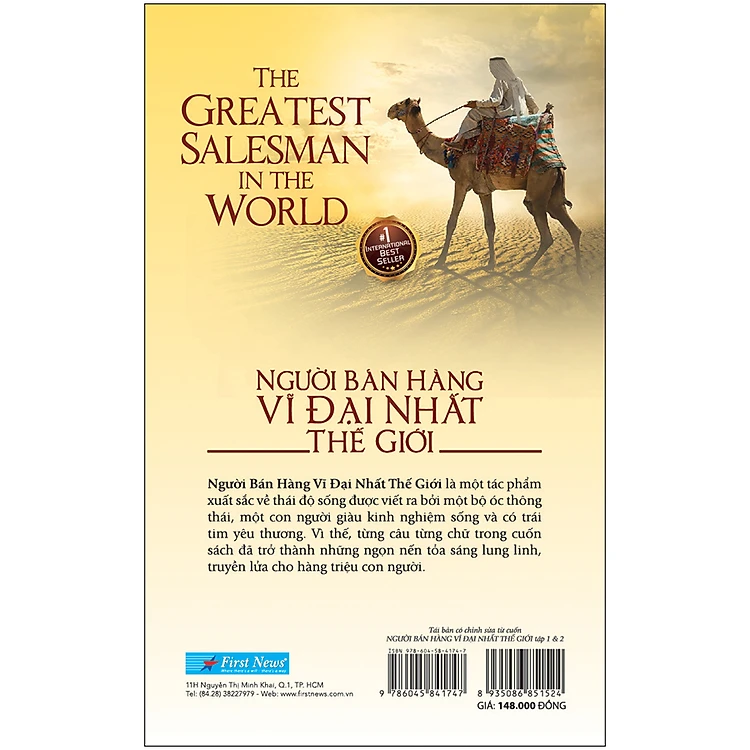 THE
GREATEST
SALESMAN
IN THE
WORLD
#1
INTERNATIONAL
BEST
SELLER
NGƯỜI BÁN HÀNG
VĨ ĐẠI NHẤT
THẾ GIỚI
Người Bán Hàng Vĩ Đại Nhất Thế Giới là một tác phẩm
xuất sắc về thái độ sống được viết ra bởi một bộ óc thông
thái, một con người giàu kinh nghiệm sống và có trái
tim yêu thương. Vì thế, từng câu từng chữ trong cuốn
sách đã trở thành những ngọn nến tỏa sáng lung linh,
truyền lửa cho hàng triệu con người.
Tái bản có chỉnh sửa từ cuốn
NGƯỜI BÁN HÀNG VĨ ĐẠI NHẤT THẾ GIỚI tập 1 & 2
ISBN 978-604-58-4174-7
First News®
11H Nguyễn Thị Minh Khai, Q.1, TP. HCM
Tel: (84.28) 38227979 - Web: www.firstnews.com.vn
9 786045 841747
8 935086 851524
GIÁ: 148.000 ĐỒNG